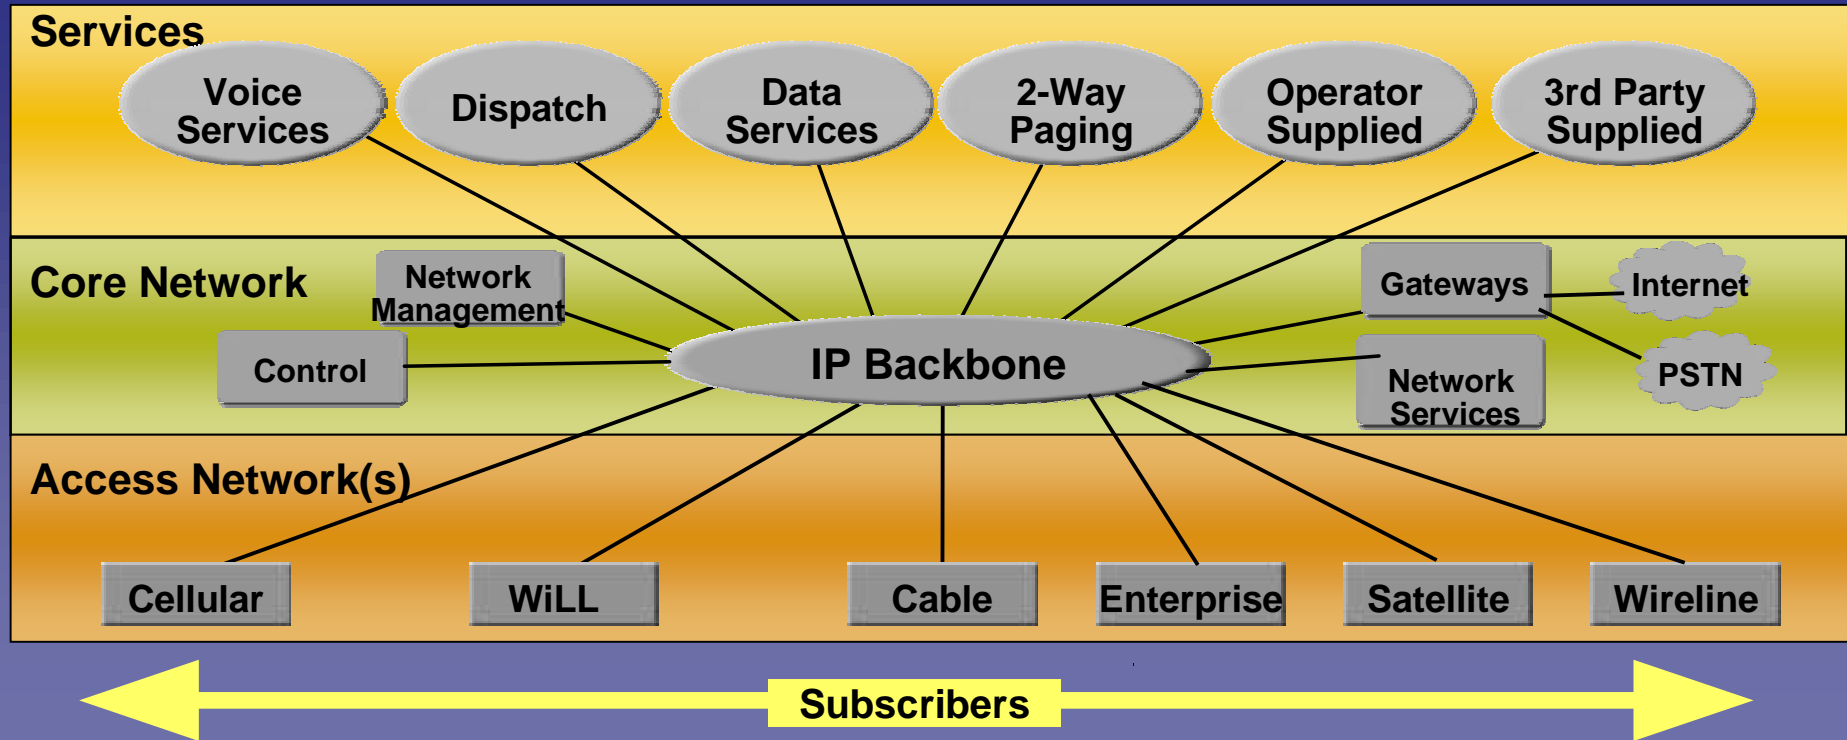 Services
Voice
Services
Dispatch
Data
Services
2-Way
Paging
Operator
Supplied
3rd Party
Supplied
Core Network
Network
Management
Control
IP Backbone
Gateways
Internet
Network
Services
PSTN
Access Network(s)
Cellular
WiLL
Cable
Enterprise
Satellite
Wireline
Subscribers